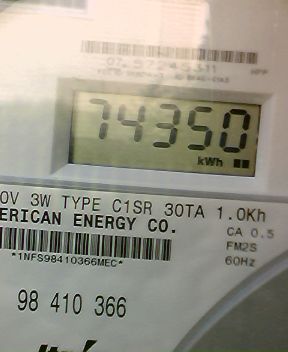 74350
kWh
0V 3W TYPE C1SR 30TA 1.0Kh
ERICAN ENERGY CO.
CA 0.5
FM2S
60Hz
*1NFS98410366MEC*
98 410 366